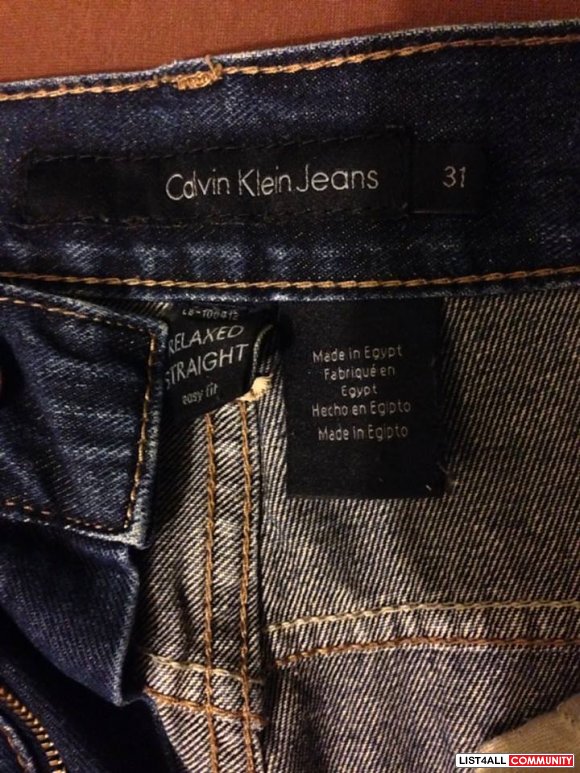 Calvin Klein Jeans 31
RELAXED
STRAIGHT
easy fit
Made in Egypt
Fabriqué en
Egypt
Hecho en Egipto
Made in Egipto
LIST4ALL COMMUNITY